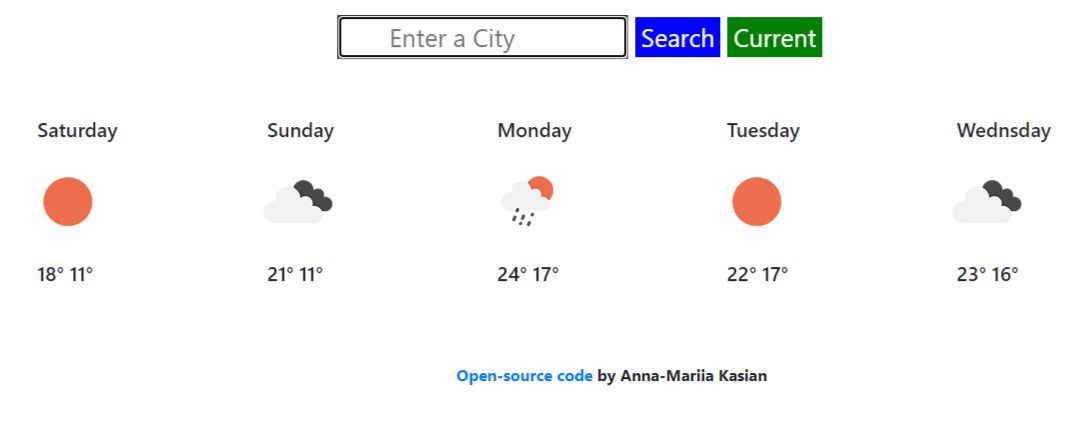 Enter a City Search Current
Saturday Sunday Monday Tuesday Wednsday
18° 11° 21° 11° 24° 17° 22° 17° 23° 16°
Open-source code by Anna-Mariia Kasian